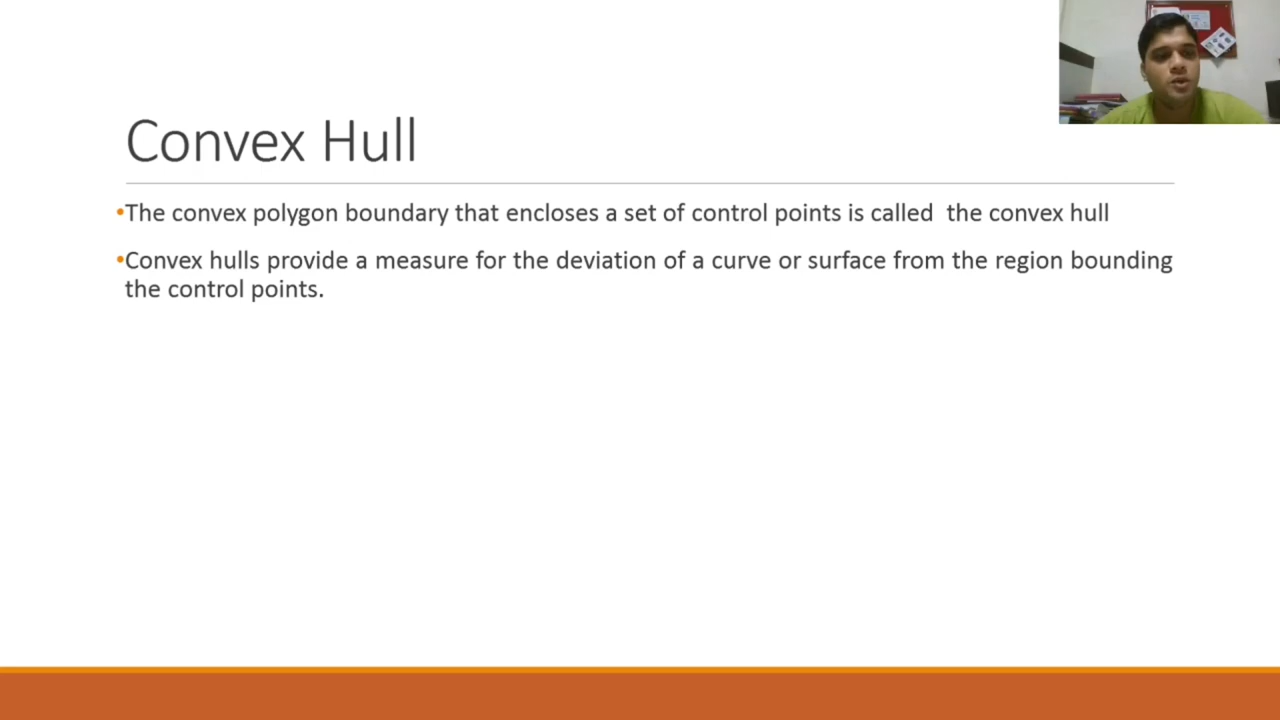 Convex Hull
•The convex polygon boundary that encloses a set of control points is called  the convex hull
•Convex hulls provide a measure for the deviation of a curve or surface from the region bounding
the control points.